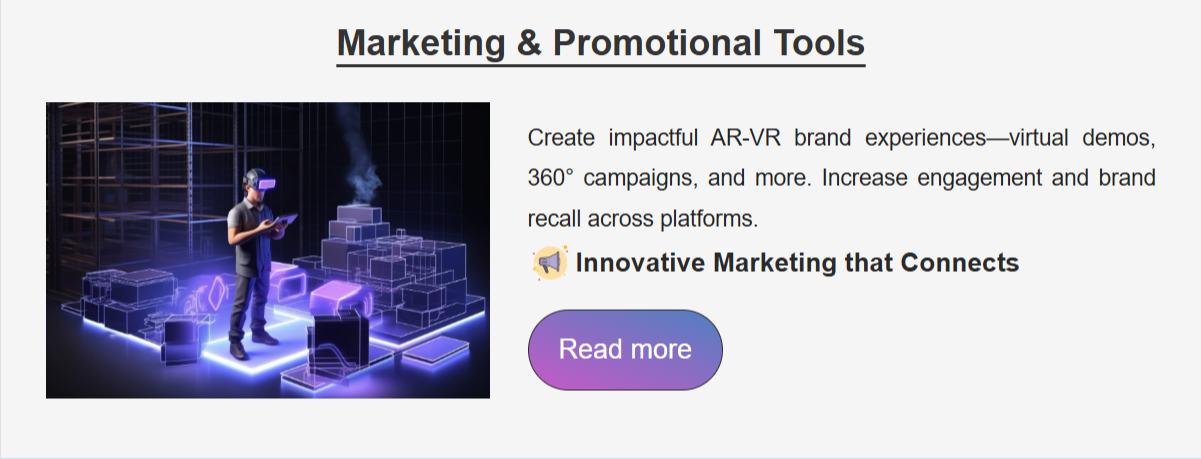 Marketing & Promotional Tools
Create impactful AR-VR brand experiences—virtual demos,
360° campaigns, and more. Increase engagement and brand
recall across platforms.
Innovative Marketing that Connects
Read more